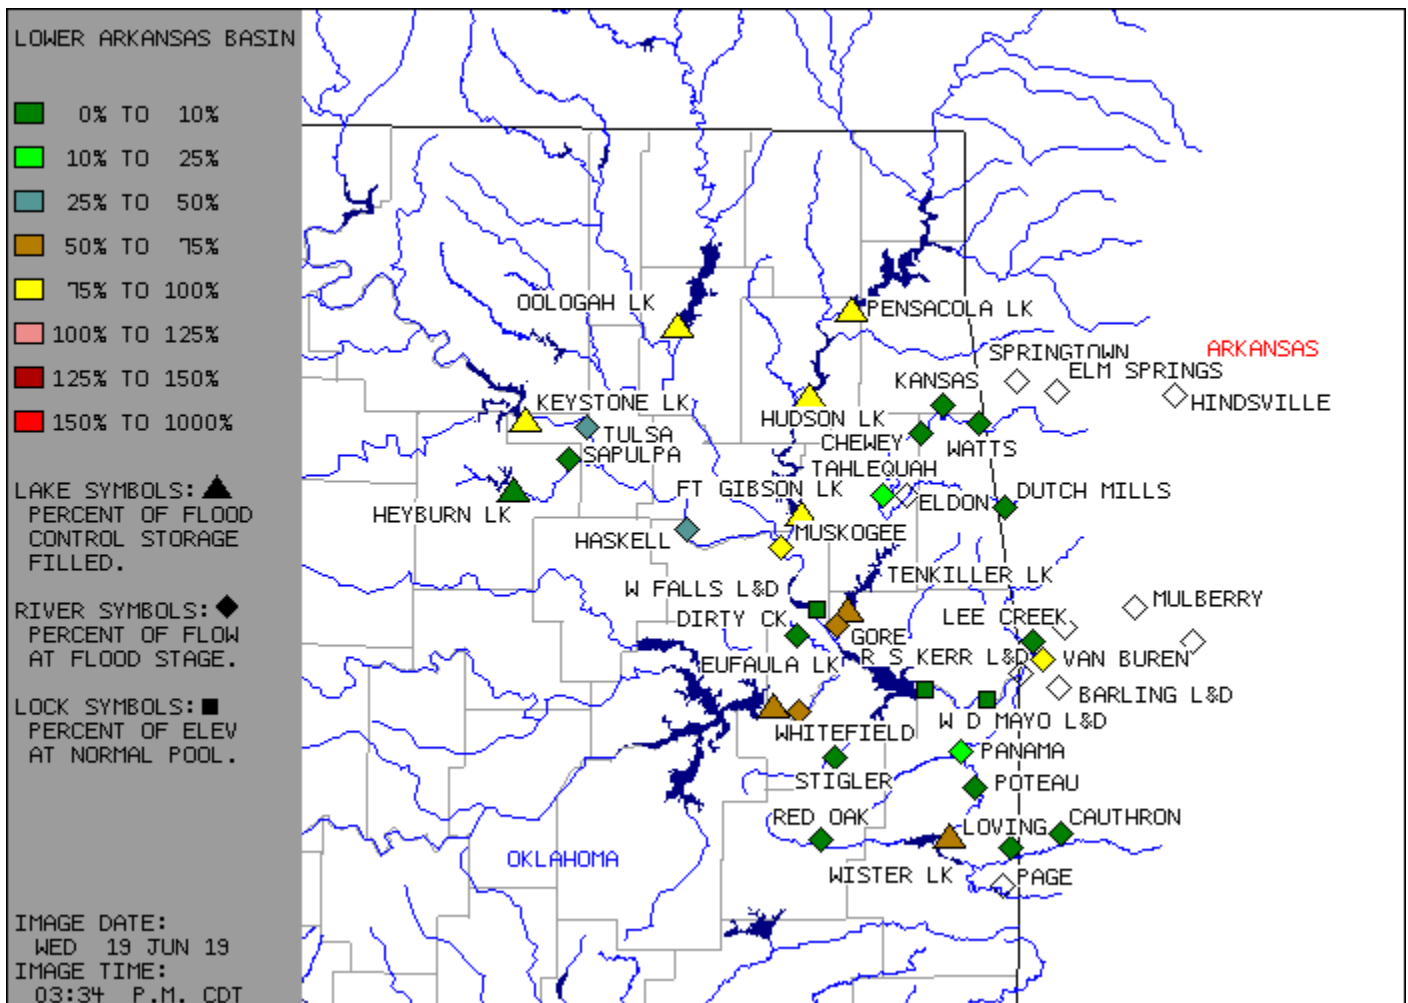 LOWER ARKANSAS BASIN
0% TO 10%
10% TO 25%
25% TO 50%
50% TO 75%
75% TO 100%
100% TO 125%
125% TO 150%
150% TO 1000%
LAKE SYMBOLS:
PERCENT OF FLOOD
CONTROL STORAGE
FILLED.
RIVER SYMBOLS:
PERCENT OF FLOW
AT FLOOD STAGE.
LOCK SYMBOLS:
PERCENT OF ELEV
AT NORMAL POOL.
IMAGE DATE:
WED 19 JUN 19
IMAGE TIME:
03:34 P.M. CDT
OOLOGAH LK
PENSACOLA LK
SPRINGTOWN
ARKANSAS
ELM SPRINGS
KANSAS
HINDSVILLE
KEYSTONE LK
HUDSON LK
TULSA
CHEWEY
WATTS
SAPULPA
TAHLEQUAH
FT GIBSON LK
ELDON
DUTCH MILLS
HEYBURN LK
HASKELL
MUSKOGEE
TENKILLER LK
W FALLS L&D
MULBERRY
DIRTY CK
LEE CREEK
GORE
EUFAULA LK
R S KERR L&D
VAN BUREN
BARLING L&D
W D MAYO L&D
WHITEFIELD
PANAMA
STIGLER
POTEAU
RED OAK
LOVING
CAUTHRON
OKLAHOMA
WISTER LK
PAGE